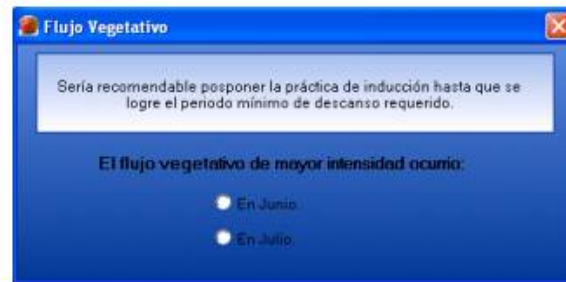 Flujo Vegetativo
Sería recomendable posponer la práctica de inducción hasta que se
logre el periodo mínimo de descanso requerido.
El flujo vegetativo de mayor intensidad ocurrio:
En Junio.
En Julio.